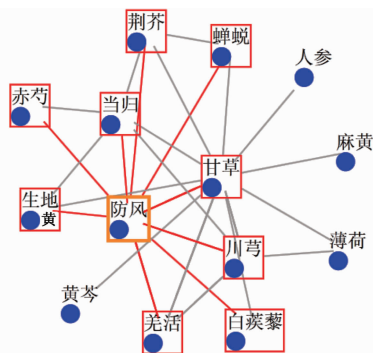 荆芥
蝉蜕
人参
赤芍
当归
麻黄
甘草
生地
黄
防风
川芎
薄荷
黄芩
羌活
白蒺藜